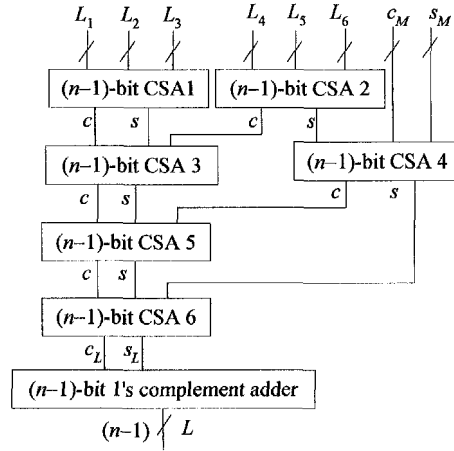 L1 L2 L3 L4 L5 L6 cM sM
(n–1)-bit CSA1 (n–1)-bit CSA 2
c s c s
(n–1)-bit CSA 3 (n–1)-bit CSA 4
c s c s
(n–1)-bit CSA 5
c s
(n–1)-bit CSA 6
cL sL
(n–1)-bit 1's complement adder
(n–1) L